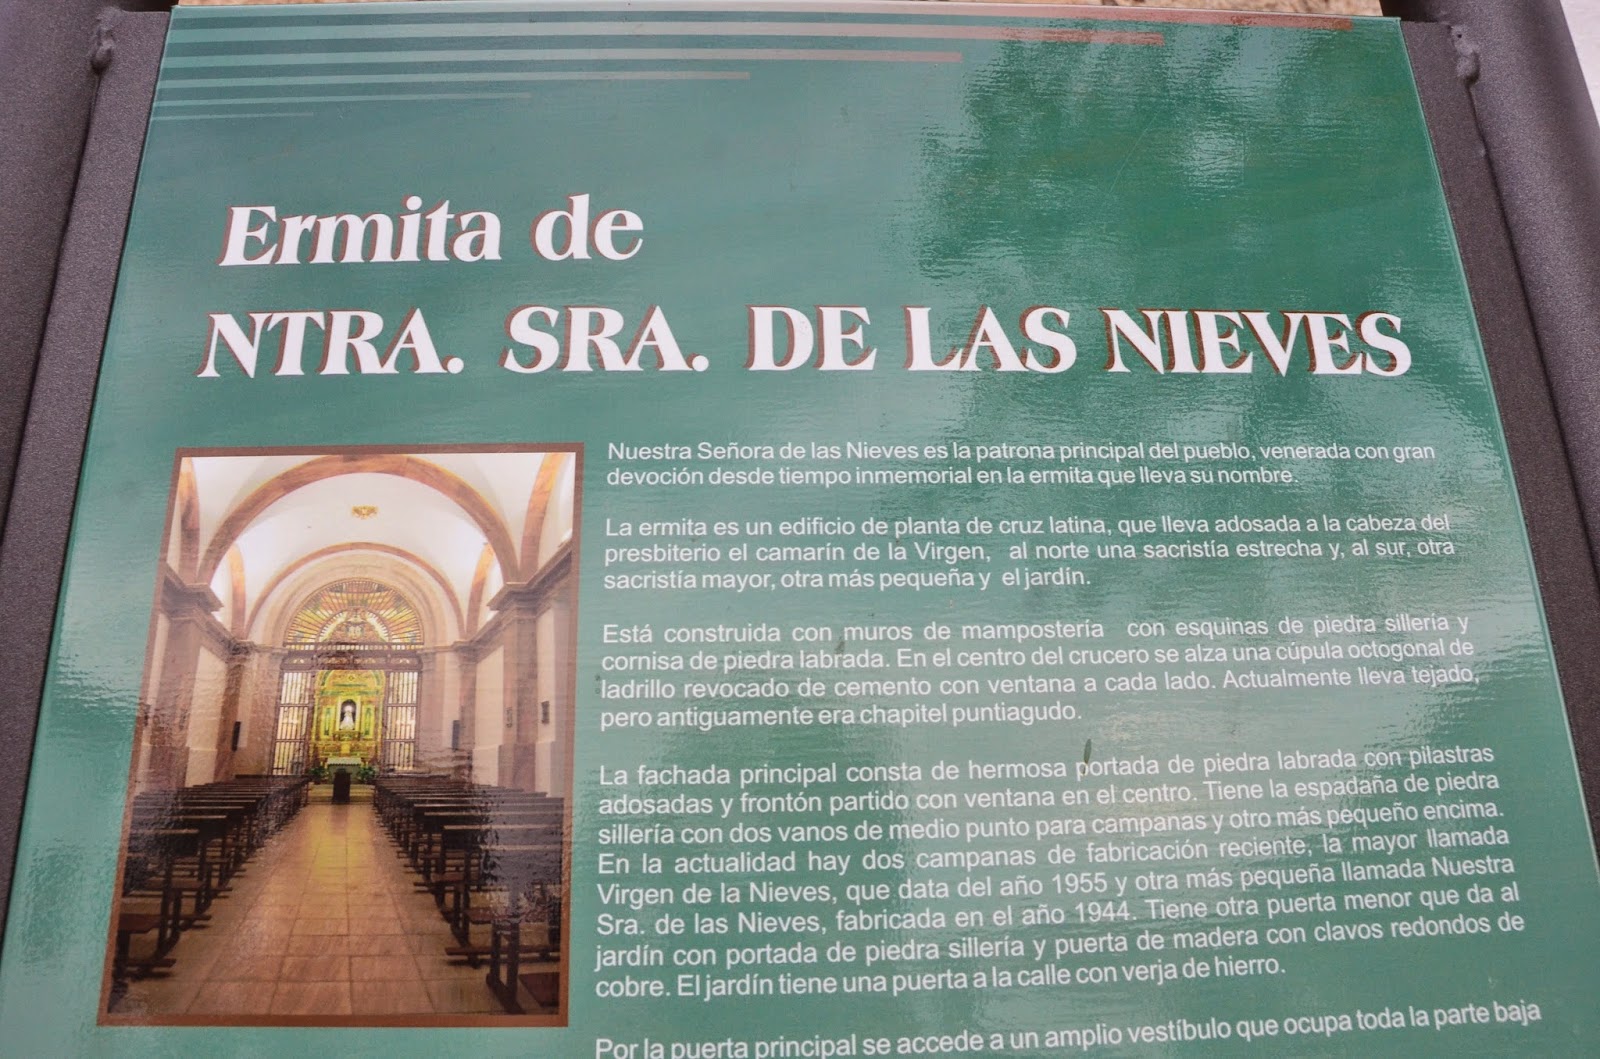 Ermita de
NTRA. SRA. DE LAS NIEVES
Nuestra Señora de las Nieves es la patrona principal del pueblo, venerada con gran
devoción desde tiempo inmemorial en la ermita que lleva su nombre.
La ermita es un edificio de planta de cruz latina, que lleva adosada a la cabeza del
presbiterio el camarín de la Virgen, al norte una sacristía estrecha y, al sur, otra
sacristía mayor, otra más pequeña y el jardín.
Está construida con muros de mampostería con esquinas de piedra sillería y
cornisa de piedra labrada. En el centro del crucero se alza una cúpula octogonal de
ladrillo revocado de cemento con ventana a cada lado. Actualmente lleva tejado,
pero antiguamente era chapitel puntiagudo.
La fachada principal consta de hermosa portada de piedra labrada con pilastras
adosadas y frontón partido con ventana en el centro. Tiene la espadaña de piedra
sillería con dos vanos de medio punto para campanas y otro más pequeño encima.
En la actualidad hay dos campanas de fabricación reciente, la mayor llamada
Virgen de la Nieves, que data del año 1955 y otra más pequeña llamada Nuestra
Sra. de las Nieves, fabricada en el año 1944. Tiene otra puerta menor que da al
jardín con portada de piedra sillería y puerta de madera con clavos redondos de
cobre. El jardín tiene una puerta a la calle con verja de hierro.
Por la puerta principal se accede a un amplio vestíbulo que ocupa toda la parte baja